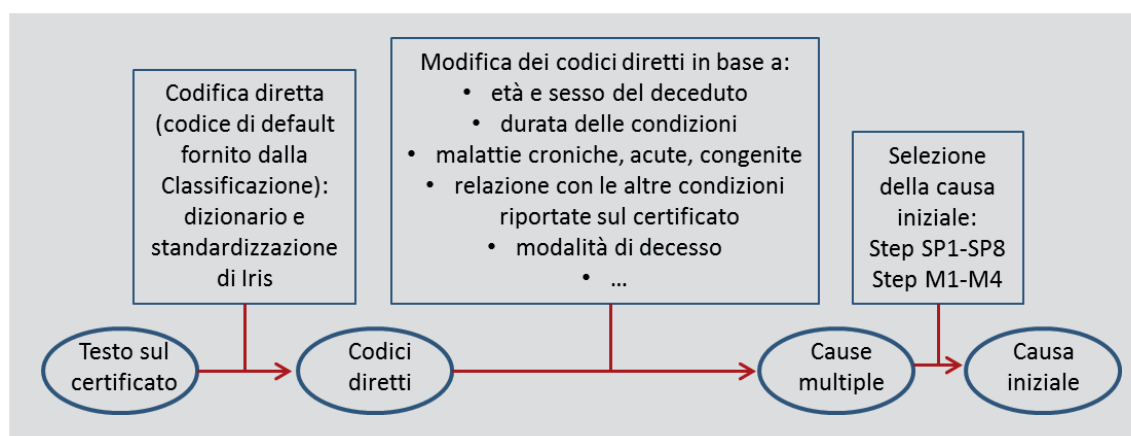 Codifica diretta
(codice di default
fornito dalla
Classificazione):
dizionario e
standardizzazione
di Iris
Modifica dei codici diretti in base a:
• età e sesso del deceduto
• durata delle condizioni
• malattie croniche, acute, congenite
• relazione con le altre condizioni
riportate sul certificato
• modalità di decesso
• ...
Selezione
della causa
iniziale:
Step SP1-SP8
Step M1-M4
Testo sul
certificato
Codici
diretti
Cause
multiple
Causa
iniziale